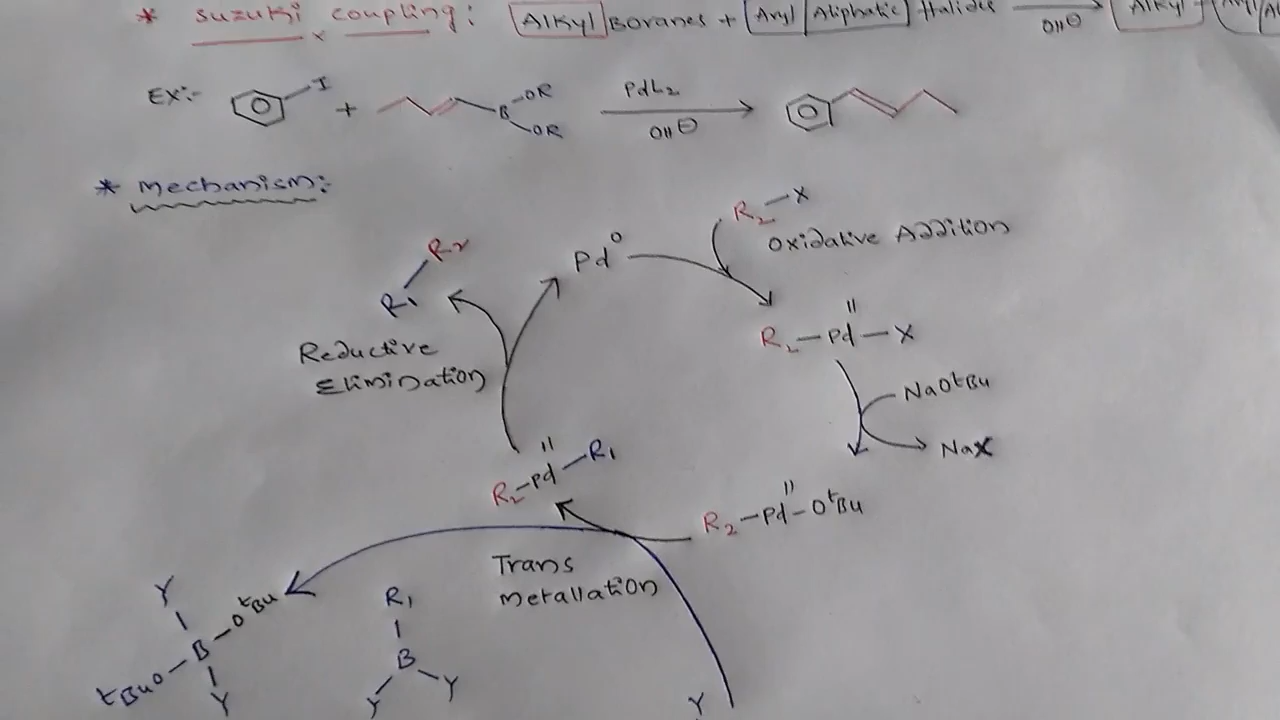 * Suzuki coupling: Alkyl Boranes + Aryl / Aliphatic Halides OH⊖ Alkyl
Ex:- I + B OR OR PdL2 OH⊖
* Mechanism:
R2-X
Oxidative Addition
Pd⁰
R2
R1
Reductive
Elimination
R2-Pd-X
II
NaOtBu
NaX
R2-Pd-OtBu
II
R2-Pd-R1
II
Trans
metallation
Y
tBuO-B-OtBu
Y
R1
B
Y Y
Y